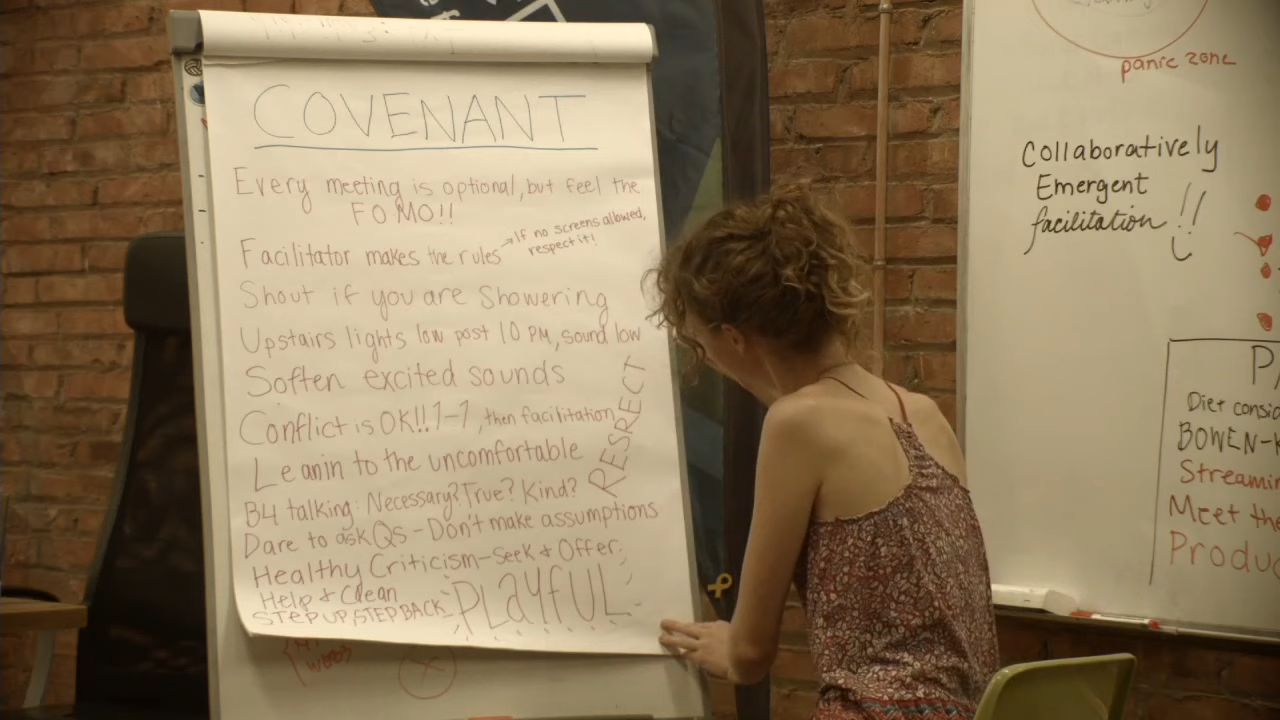 COVENANT
Every meeting is optional, but feel the
FOMO!!
Facilitator makes the rules
If no screens allowed,
respect it!
Shout if you are Showering
Upstairs lights low post 10 PM, sound low
Soften excited sounds
Conflict is OK!! 1-1, then facilitation
RESPECT
Lean in to the uncomfortable
B4 talking: Necessary? True? Kind?
Dare to ask Qs - Don't make assumptions
Healthy Criticism - Seek & Offer
Help & Clean
STEP UP, STEP BACK
PLAYFUL
words
panic zone
Collaboratively
Emergent
facilitation !!
Diet
BOWEN-
Meet